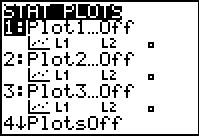 STAT PLOTS
1:Plot1…Off
L1 L2
2:Plot2…Off
L1 L2
3:Plot3…Off
L1 L2
4↓PlotsOff